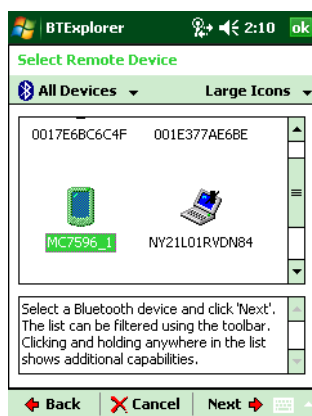 BTExplorer 2:10 ok
Select Remote Device
All Devices Large Icons
0017E6BC6C4F 001E377AE6BE
MC7596_1 NY21L01RVDN84
Select a Bluetooth device and click 'Next'.
The list can be filtered using the toolbar.
Clicking and holding anywhere in the list
shows additional capabilities.
Back Cancel Next